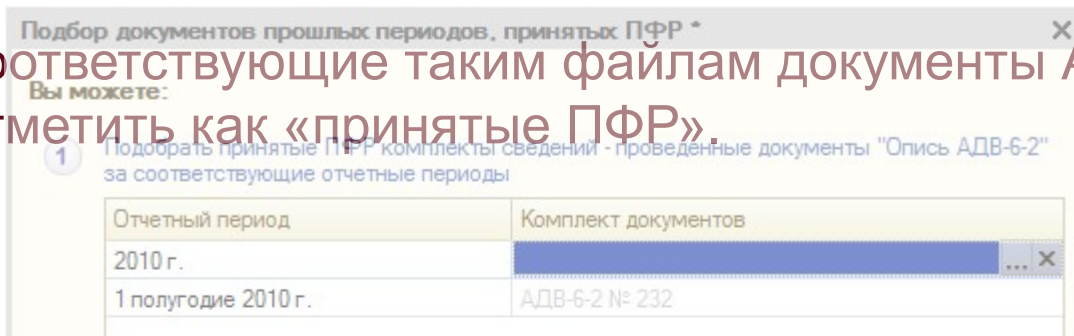 Подбор документов прошлых периодов, принятых ПФР *
ответствующие таким файлам документы
Вы можете:
тметить как «принятые ПФР».
1 Подобрать принятые ПФР комплекты сведений - проведенные документы "Опись АДВ-6-2"
за соответствующие отчетные периоды
Отчетный период Комплект документов
2010 г. ...
1 полугодие 2010 г. АДВ-6-2 № 232